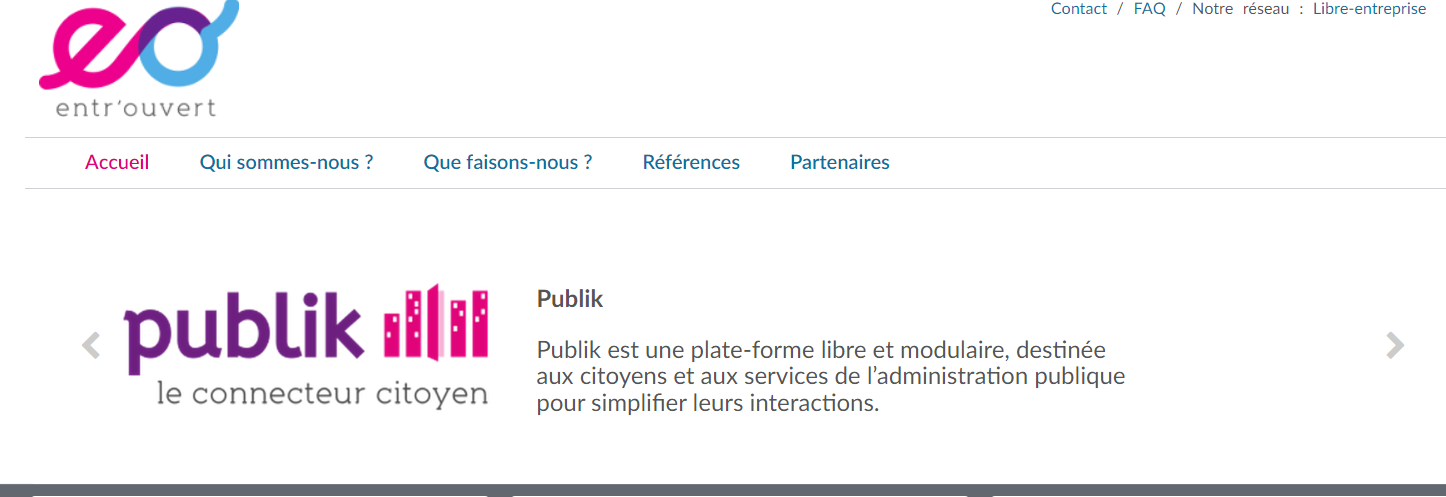 Contact / FAQ / Notre réseau : Libre-entreprise
eo
entr'ouvert
Accueil Qui sommes-nous ? Que faisons-nous ? Références Partenaires
publik
le connecteur citoyen
Publik
Publik est une plate-forme libre et modulaire, destinée
aux citoyens et aux services de l’administration publique
pour simplifier leurs interactions.